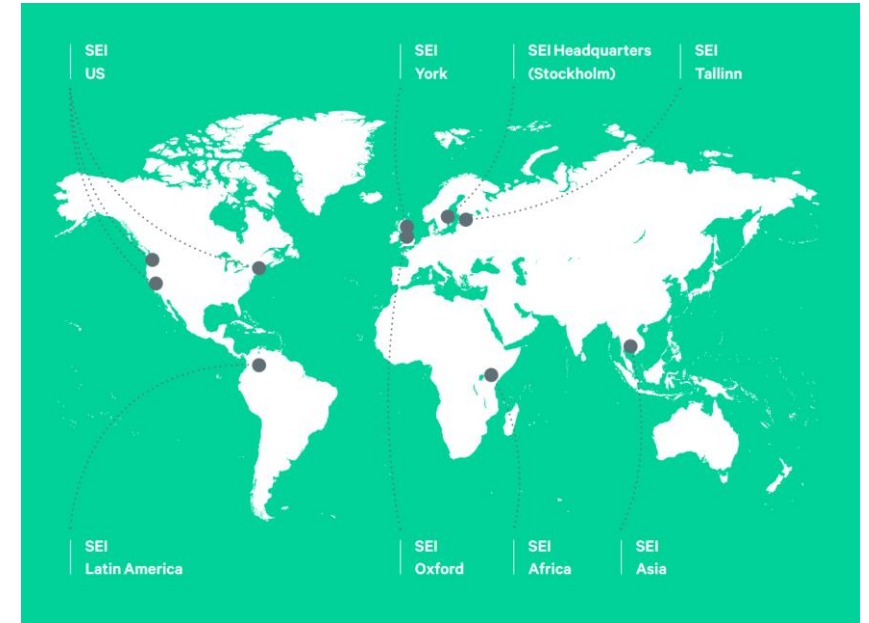 SEI
US
SEI
York
SEI Headquarters
(Stockholm)
SEI
Tallinn
SEI
Latin America
SEI
Oxford
SEI
Africa
SEI
Asia